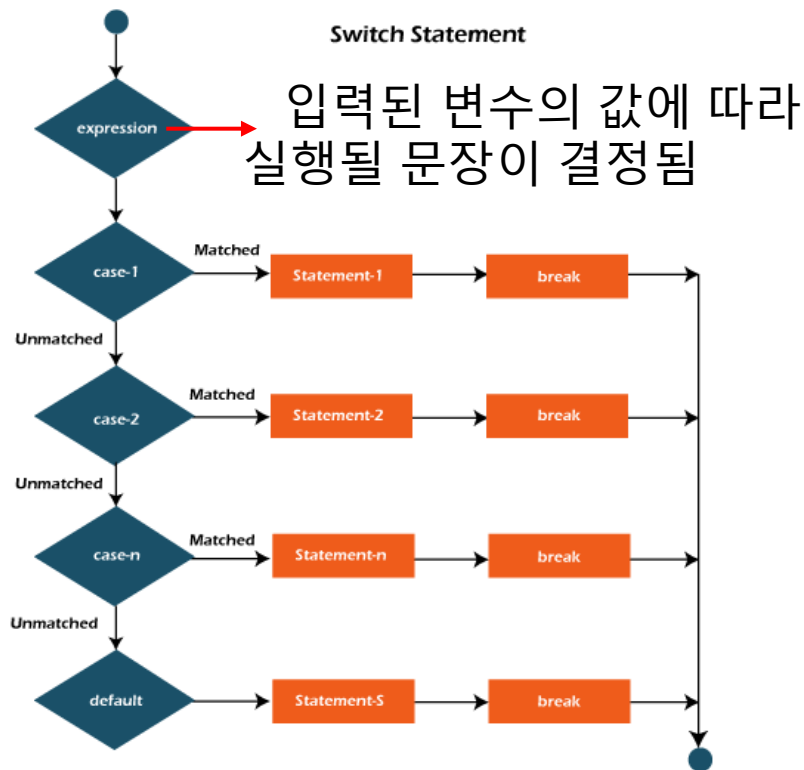 Switch Statement
expression
입력된 변수의 값에 따라
실행될 문장이 결정됨
case-1
Matched
Statement-1
break
Unmatched
case-2
Matched
Statement-2
break
Unmatched
case-n
Matched
Statement-n
break
Unmatched
default
Statement-S
break